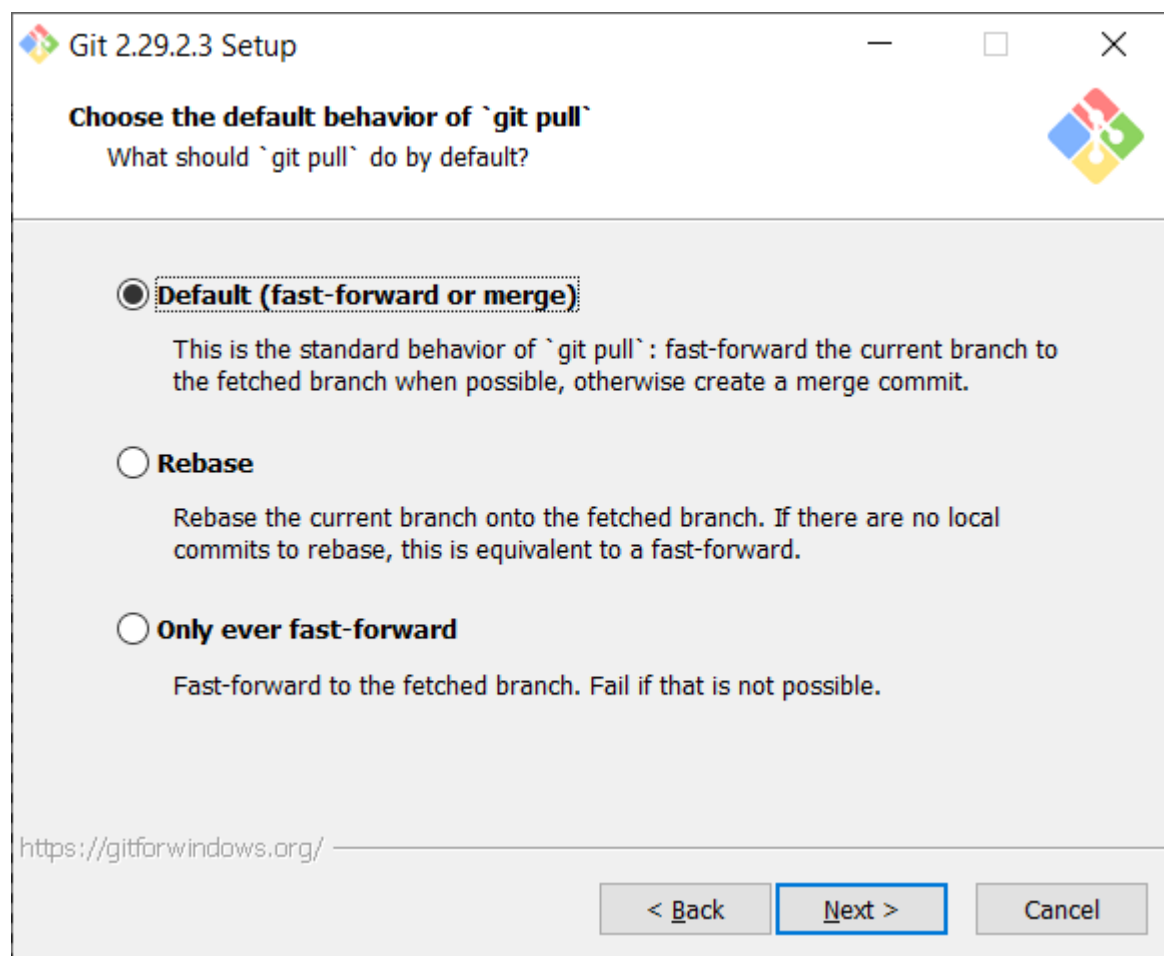 Git 2.29.2.3 Setup
Choose the default behavior of `git pull`
What should `git pull` do by default?
Default (fast-forward or merge)
This is the standard behavior of `git pull`: fast-forward the current branch to
the fetched branch when possible, otherwise create a merge commit.
Rebase
Rebase the current branch onto the fetched branch. If there are no local
commits to rebase, this is equivalent to a fast-forward.
Only ever fast-forward
Fast-forward to the fetched branch. Fail if that is not possible.
https://gitforwindows.org/
< Back
Next >
Cancel